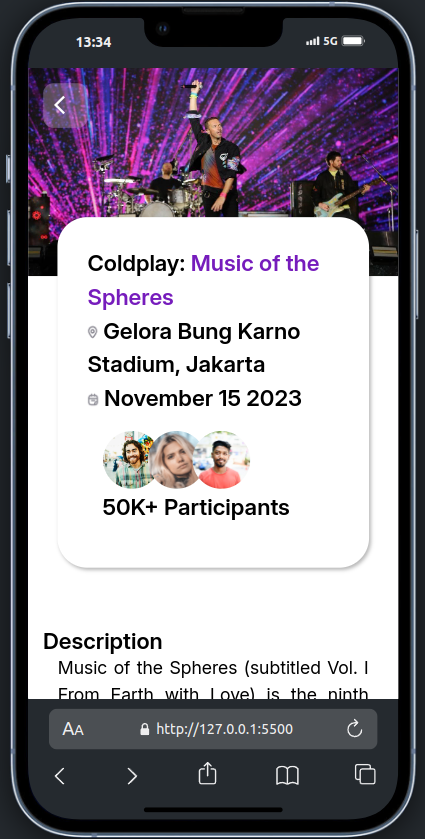 13:34
5G
Coldplay: Music of the
Spheres
Gelora Bung Karno
Stadium, Jakarta
November 15 2023
50K+ Participants
Description
Music of the Spheres (subtitled Vol. I
From Earth with Love) is the ninth
AA http://127.0.0.1:5500